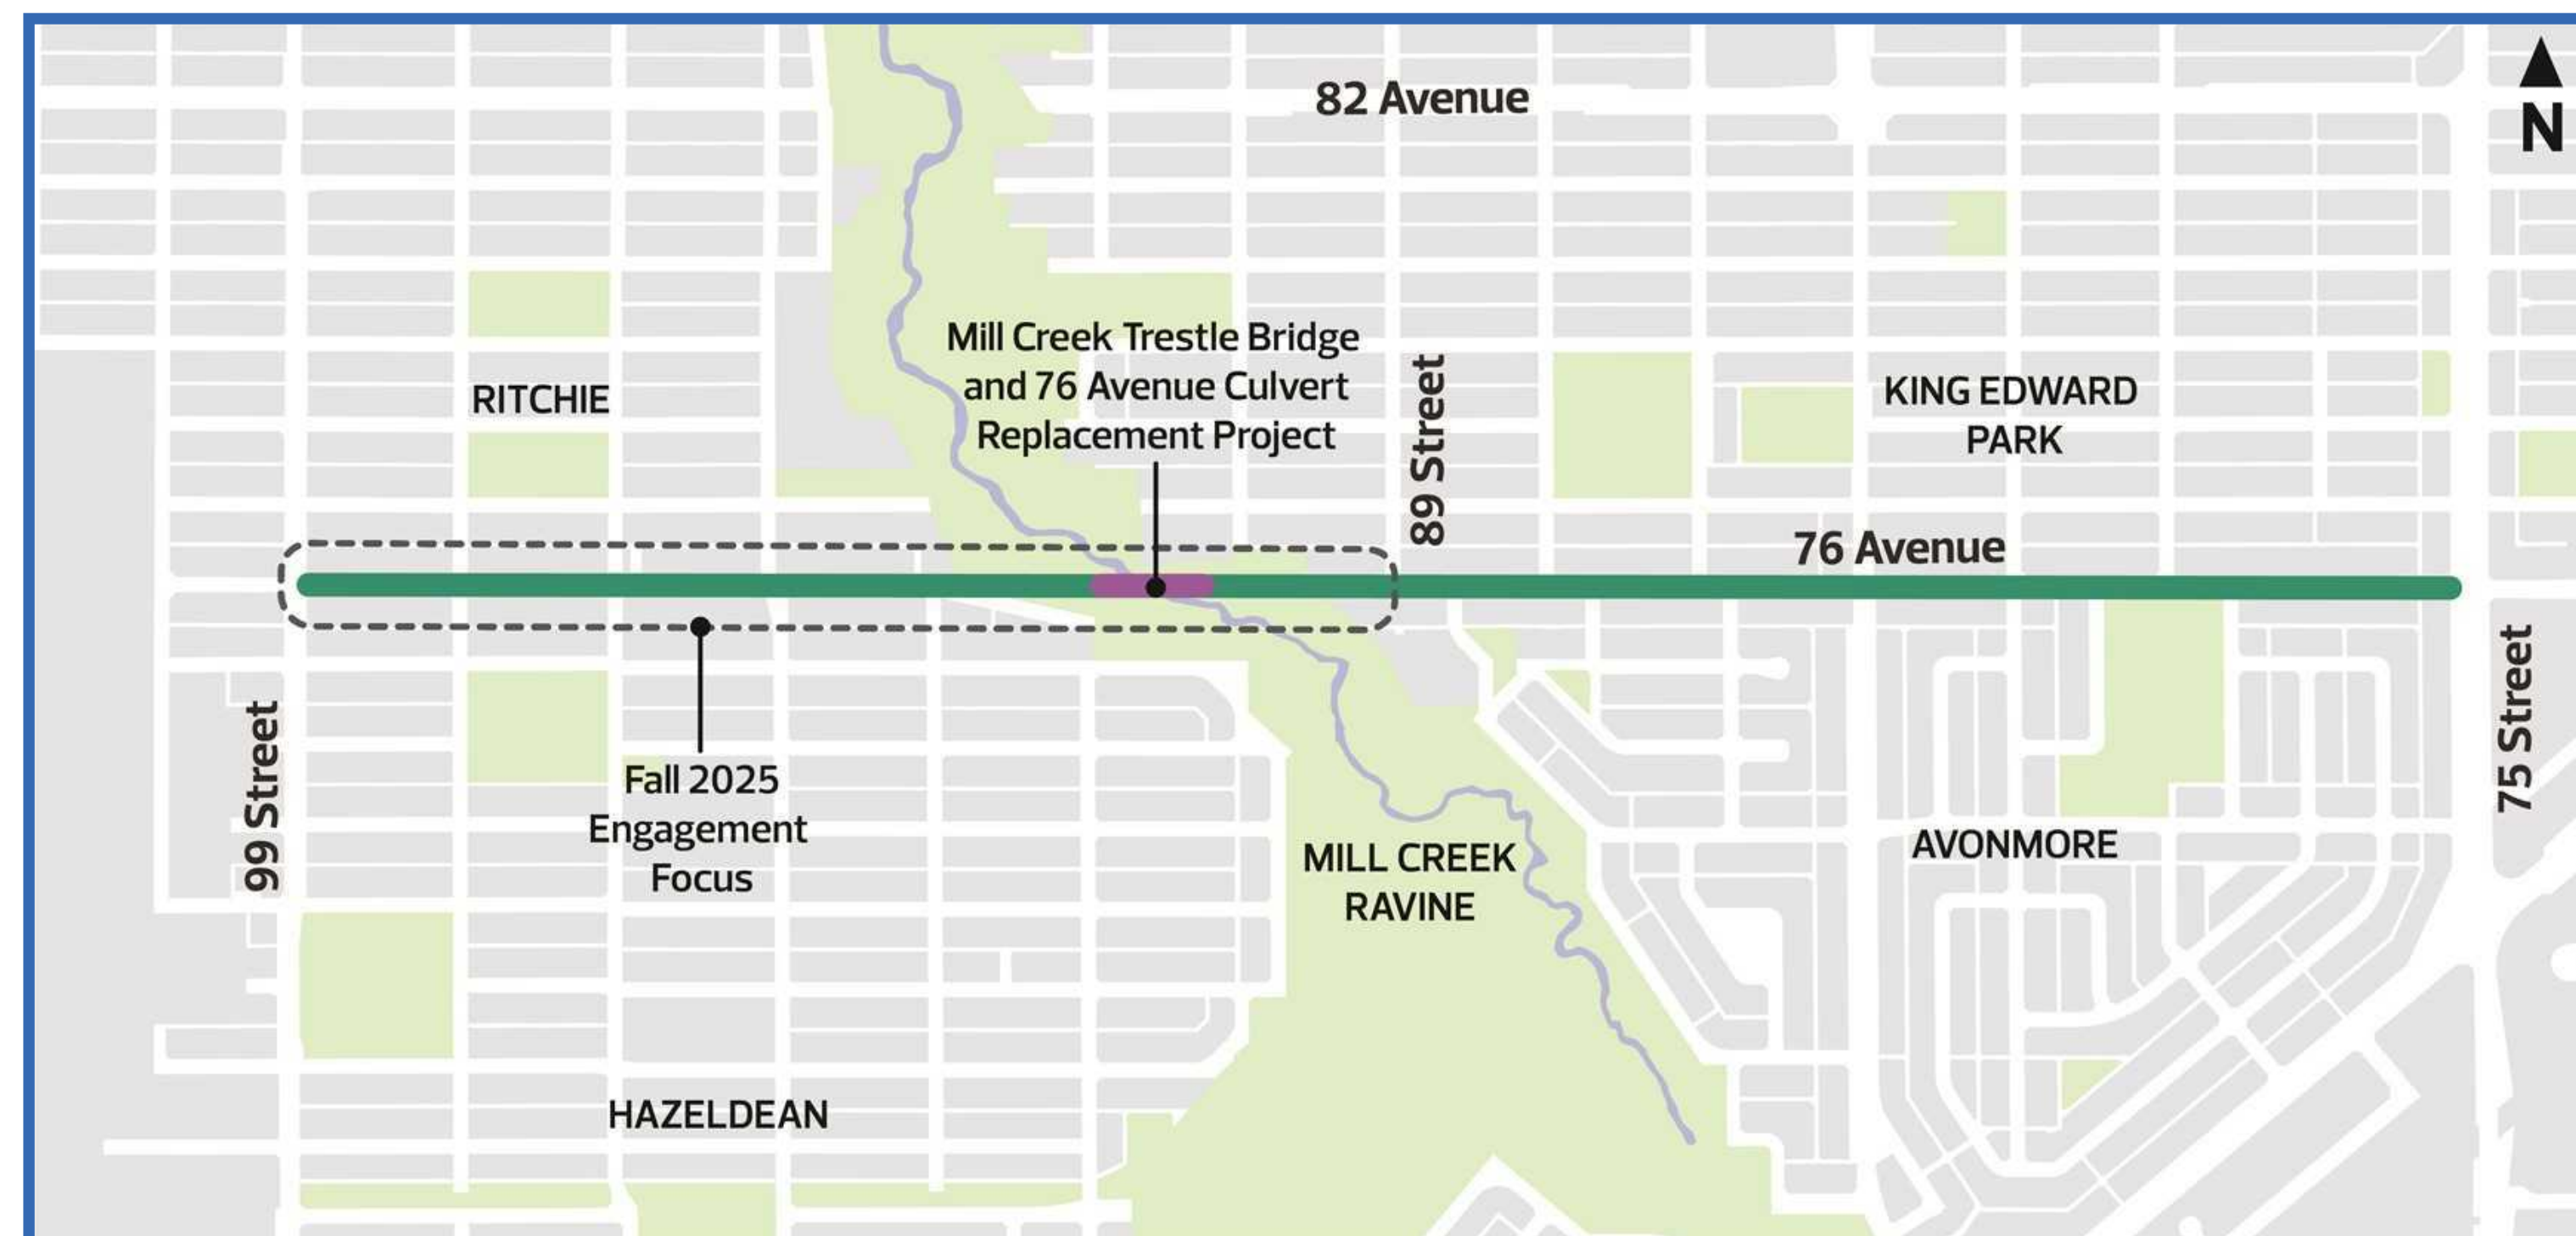 82 Avenue
N
Mill Creek Trestle Bridge
and 76 Avenue Culvert
Replacement Project
RITCHIE
89 Street
KING EDWARD
PARK
76 Avenue
99 Street
Fall 2025
Engagement
Focus
75 Street
MILL CREEK
RAVINE
AVONMORE
HAZELDEAN